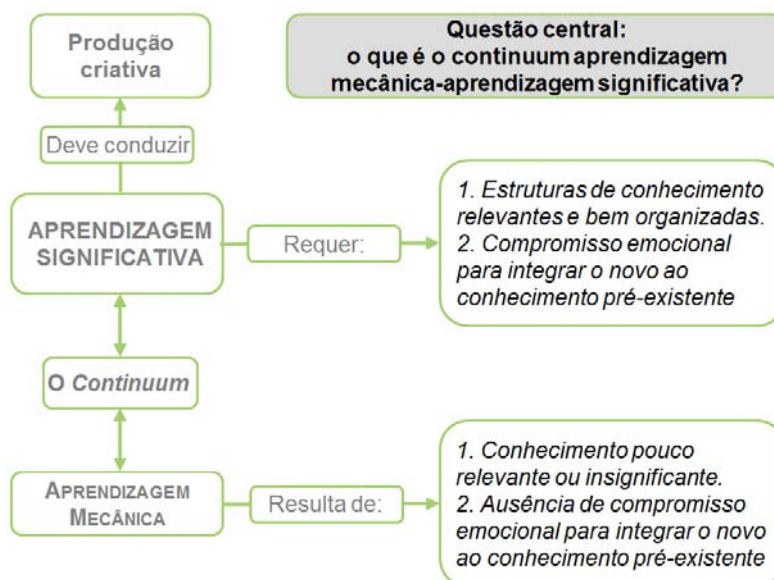 Produção
criativa
Questão central:
o que é o continuum aprendizagem
mecânica-aprendizagem significativa?
Deve conduzir
APRENDIZAGEM
SIGNIFICATIVA
Requer:
1. Estruturas de conhecimento
relevantes e bem organizadas.
2. Compromisso emocional
para integrar o novo ao
conhecimento pré-existente
O Continuum
APRENDIZAGEM
MECÂNICA
Resulta de:
1. Conhecimento pouco
relevante ou insignificante.
2. Ausência de compromisso
emocional para integrar o novo
ao conhecimento pré-existente